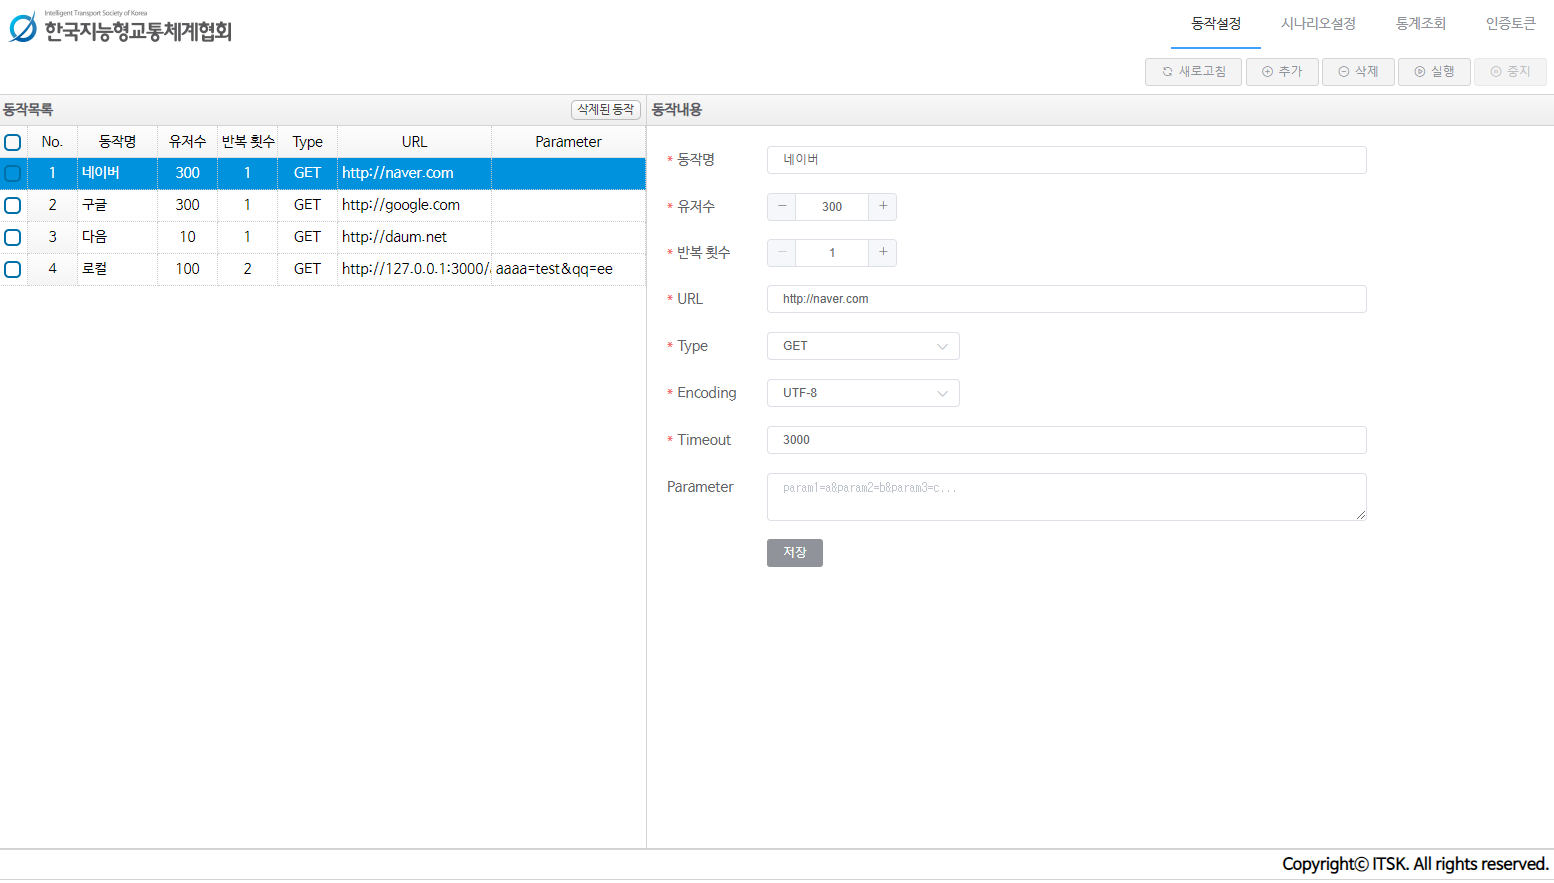 Intelligent Transport Society of Korea
한국지능형교통체계협회
동작설정 시나리오설정 통계조회 인증토큰
새로고침 추가 삭제 실행 중지
동작목록 삭제된 동작
No. 동작명 유저수 반복 횟수 Type URL Parameter
1 네이버 300 1 GET http://naver.com
2 구글 300 1 GET http://google.com
3 다음 10 1 GET http://daum.net
4 로컬 100 2 GET http://127.0.0.1:3000/ aaaa=test&qq=ee
동작내용
* 동작명 네이버
* 유저수 − 300 +
* 반복 횟수 − 1 +
* URL http://naver.com
* Type GET
* Encoding UTF-8
* Timeout 3000
Parameter param1=a&param2=b&param3=c...
저장
Copyrightⓒ ITSK. All rights reserved.